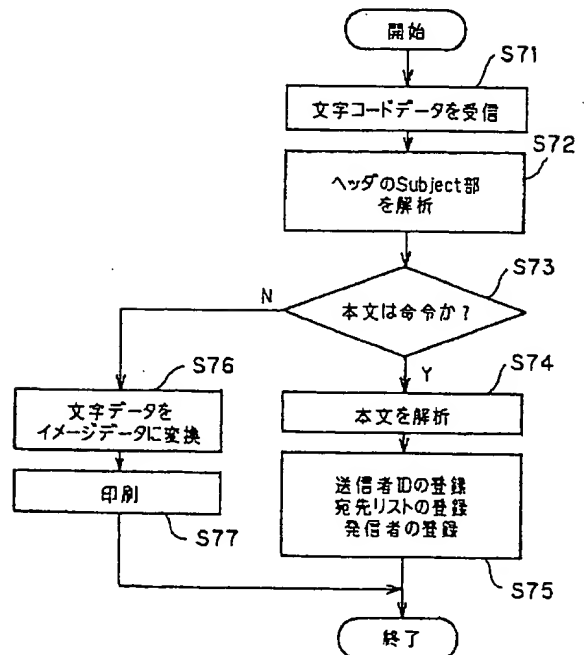 開始
S71
文字コードデータを受信
S72
ヘッダのSubject部
を解析
S73
本文は命令か?
N
Y
S76
文字データを
イメージデータに変換
S74
本文を解析
印刷
S77
送信者IDの登録
宛先リストの登録
発信者の登録
S75
終了